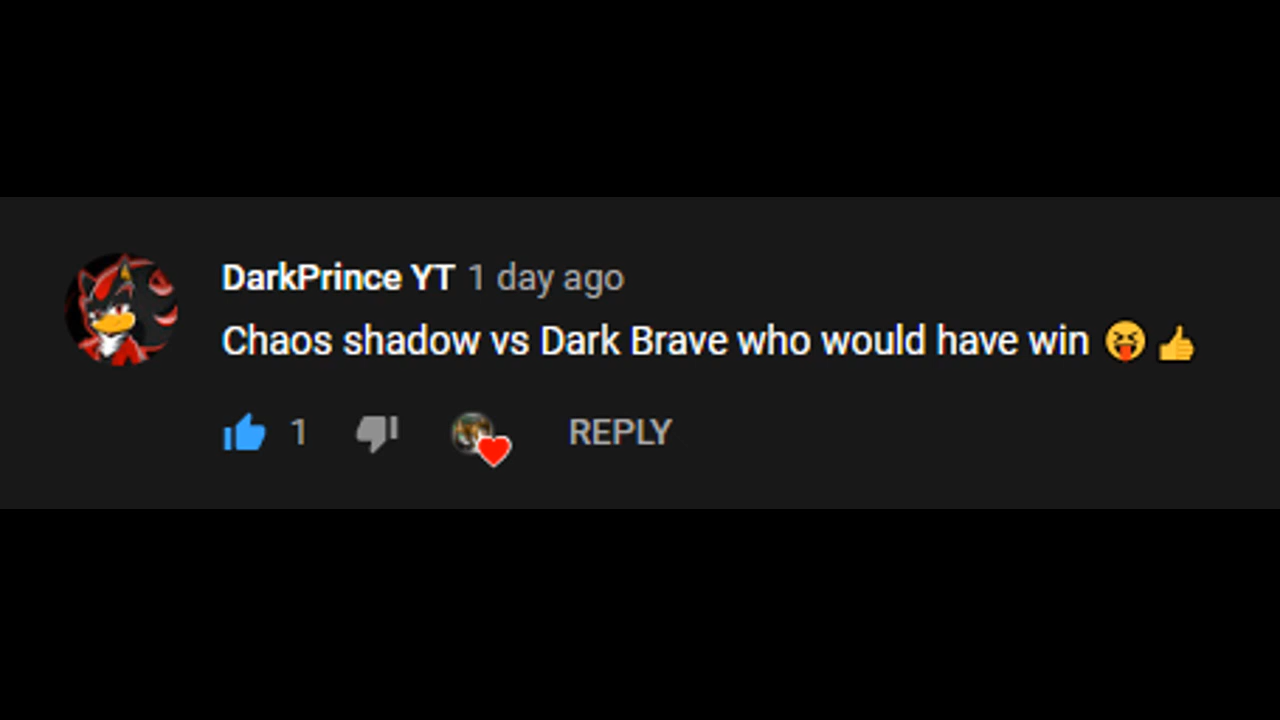 DarkPrince YT 1 day ago
Chaos shadow vs Dark Brave who would have win 😝 👍
1 REPLY